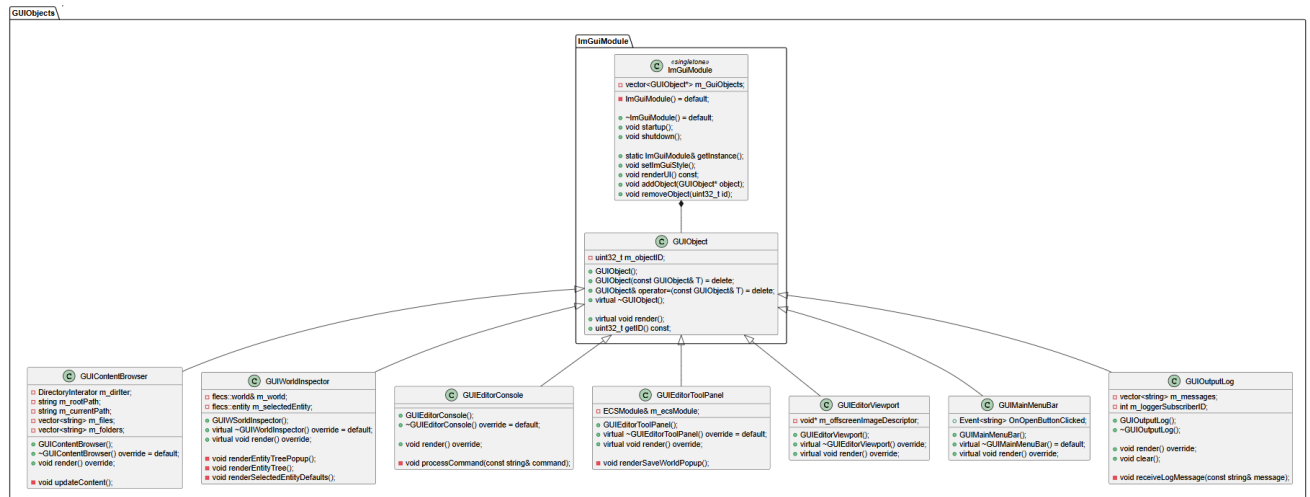 GUIObjects
ImGuiModule
C «singletone»
ImGuiModule
vector<GUIObject*> m_GuiObjects;
ImGuiModule() = default;
~ImGuiModule() = default;
void startup();
void shutdown();
static ImGuiModule& getInstance();
void setImGuiStyle();
void renderUI() const;
void addObject(GUIObject* object);
void removeObject(uint32_t id);
C GUIObject
uint32_t m_objectID;
GUIObject();
GUIObject(const GUIObject& T) = delete;
GUIObject& operator=(const GUIObject& T) = delete;
virtual ~GUIObject();
virtual void render();
uint32_t getID() const;
C GUIContentBrowser
DirectoryInterator m_dirIter;
string m_rootPath;
string m_currentPath;
vector<string> m_files;
vector<string> m_folders;
GUIContentBrowser();
~GUIContentBrowser() override = default;
void render() override;
void updateContent();
C GUIWorldInspector
flecs::world& m_world;
flecs::entity m_selectedEntity;
GUIWSorldInspector();
virtual ~GUIWorldInspector() override = default;
virtual void render() override;
void renderEntityTreePopup();
void renderEntityTree();
void renderSelectedEntityDefaults();
C GUIEditorConsole
GUIEditorConsole();
~GUIEditorConsole() override = default;
void render() override;
void processCommand(const string& command);
C GUIEditorToolPanel
ECSModule& m_ecsModule;
GUIEditorToolPanel();
virtual ~GUIEditorToolPanel() override = default;
virtual void render() override;
void renderSaveWorldPopup();
C GUIEditorViewport
void* m_offscreenImageDescriptor;
GUIEditorViewport();
virtual ~GUIEditorViewport() override;
virtual void render() override;
C GUIMainMenuBar
Event<string> OnOpenButtonClicked;
GUIMainMenuBar();
virtual ~GUIMainMenuBar() = default;
virtual void render() override;
C GUIOutputLog
vector<string> m_messages;
int m_loggerSubscriberID;
GUIOutputLog();
~GUIOutputLog();
void render() override;
void clear();
void receiveLogMessage(const string& message);